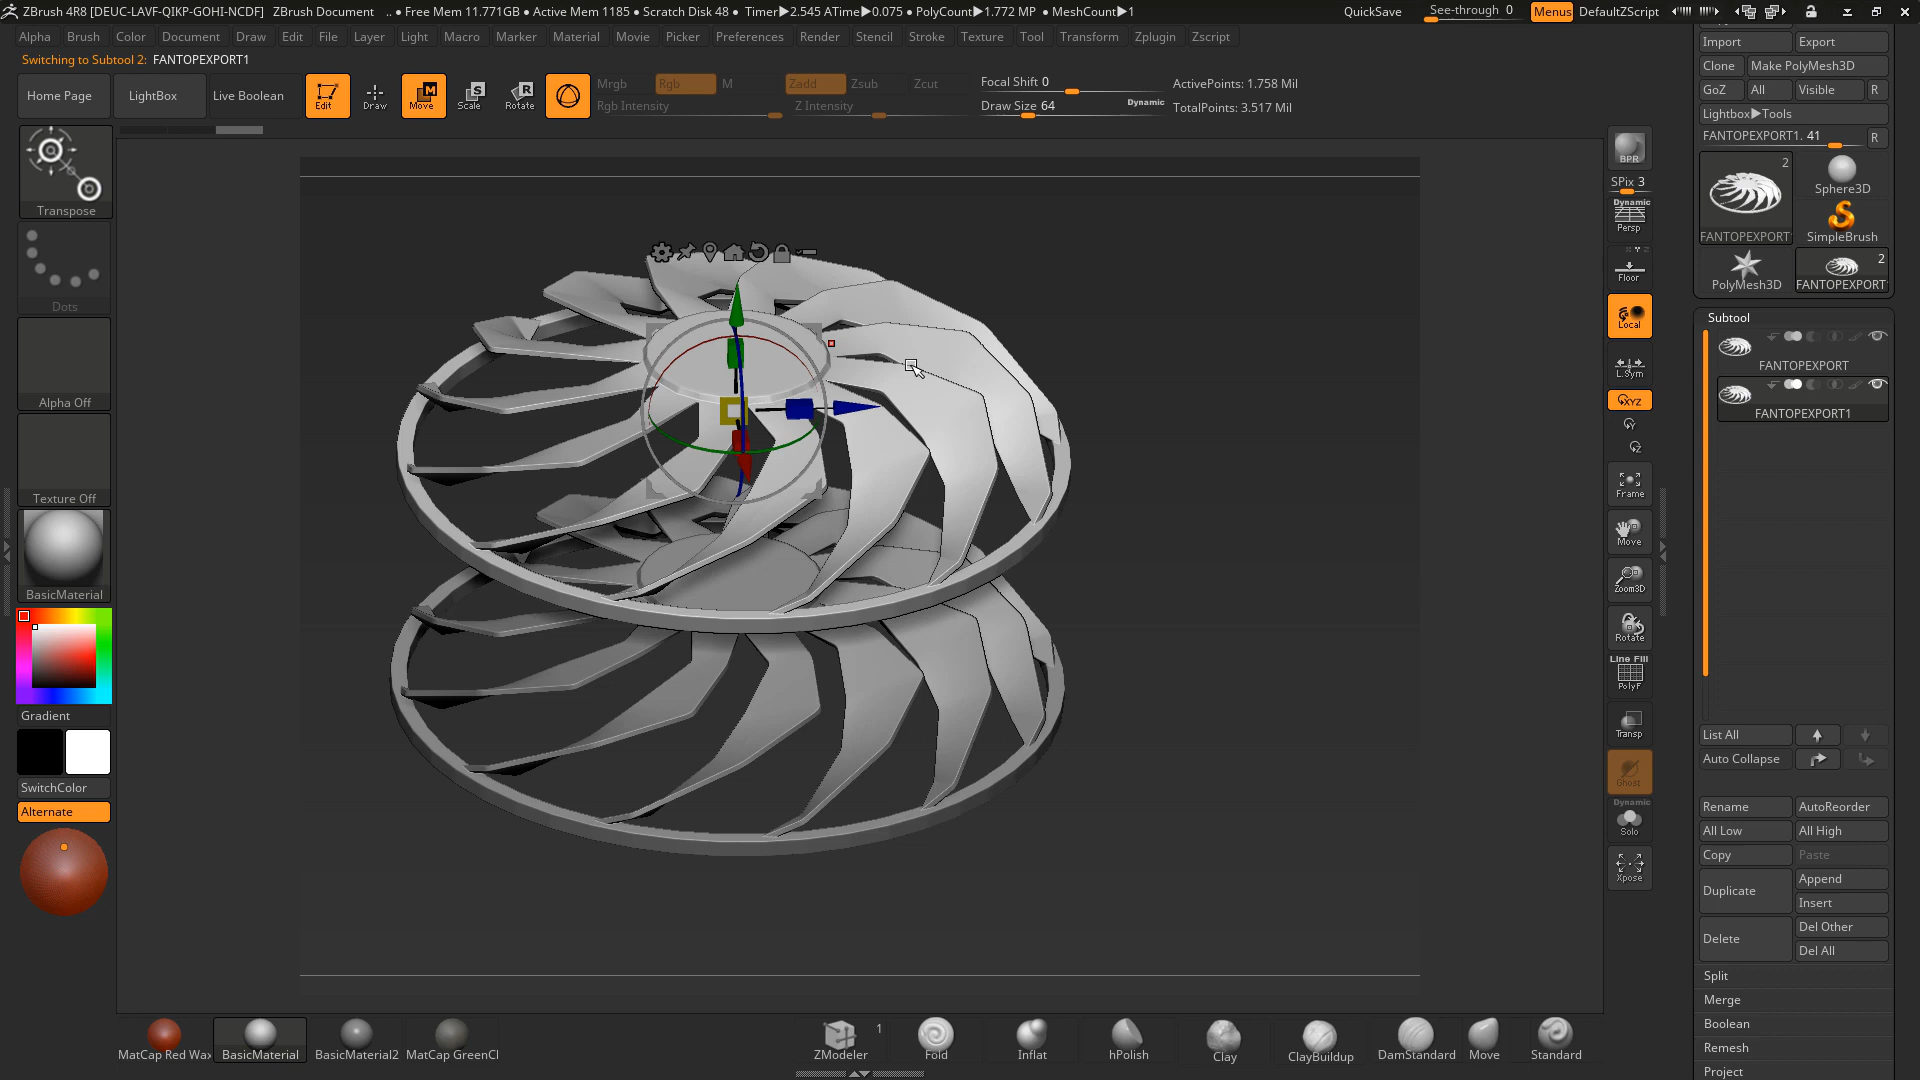 ZBrush 4R8 [DEUC-LAVF-QIKP-GOHI-NCDF] ZBrush Document .. • Free Mem 11.771GB • Active Mem 1185 • Scratch Disk 48 • Timer▶2.545 ATime▶0.075 • PolyCount▶1.772 MP • MeshCount▶1 QuickSave See-through 0 Menus DefaultZScript
Alpha Brush Color Document Draw Edit File Layer Light Macro Marker Material Movie Picker Preferences Render Stencil Stroke Texture Tool Transform Zplugin Zscript
Switching to Subtool 2: FANTOPEXPORT1
Home Page LightBox Live Boolean Edit Draw Move Scale Rotate
Mrgb Rgb M Zadd Zsub Zcut
Rgb Intensity Z Intensity
Focal Shift 0
Draw Size 64 Dynamic
ActivePoints: 1.758 Mil
TotalPoints: 3.517 Mil
Transpose
Dots
Alpha Off
Texture Off
BasicMaterial
Gradient
SwitchColor
Alternate
BPR
SPix 3
Dynamic
Persp
Floor
Local
L.Sym
XYZ
Frame
Move
Zoom3D
Rotate
Line Fill
PolyF
Transp
Ghost
Dynamic
Solo
Xpose
Import Export
Clone Make PolyMesh3D
GoZ All Visible R
Lightbox▶Tools
FANTOPEXPORT1. 41 R
2
Sphere3D
FANTOPEXPORT SimpleBrush
2
PolyMesh3D FANTOPEXPORT
Subtool
FANTOPEXPORT
FANTOPEXPORT1
List All
Auto Collapse
Rename AutoReorder
All Low All High
Copy Paste
Duplicate Append
Insert
Delete Del Other
Del All
Split
Merge
Boolean
Remesh
Project
MatCap Red Wax BasicMaterial BasicMaterial2 MatCap GreenCl
1
ZModeler Fold Inflat hPolish Clay ClayBuildup DamStandard Move Standard